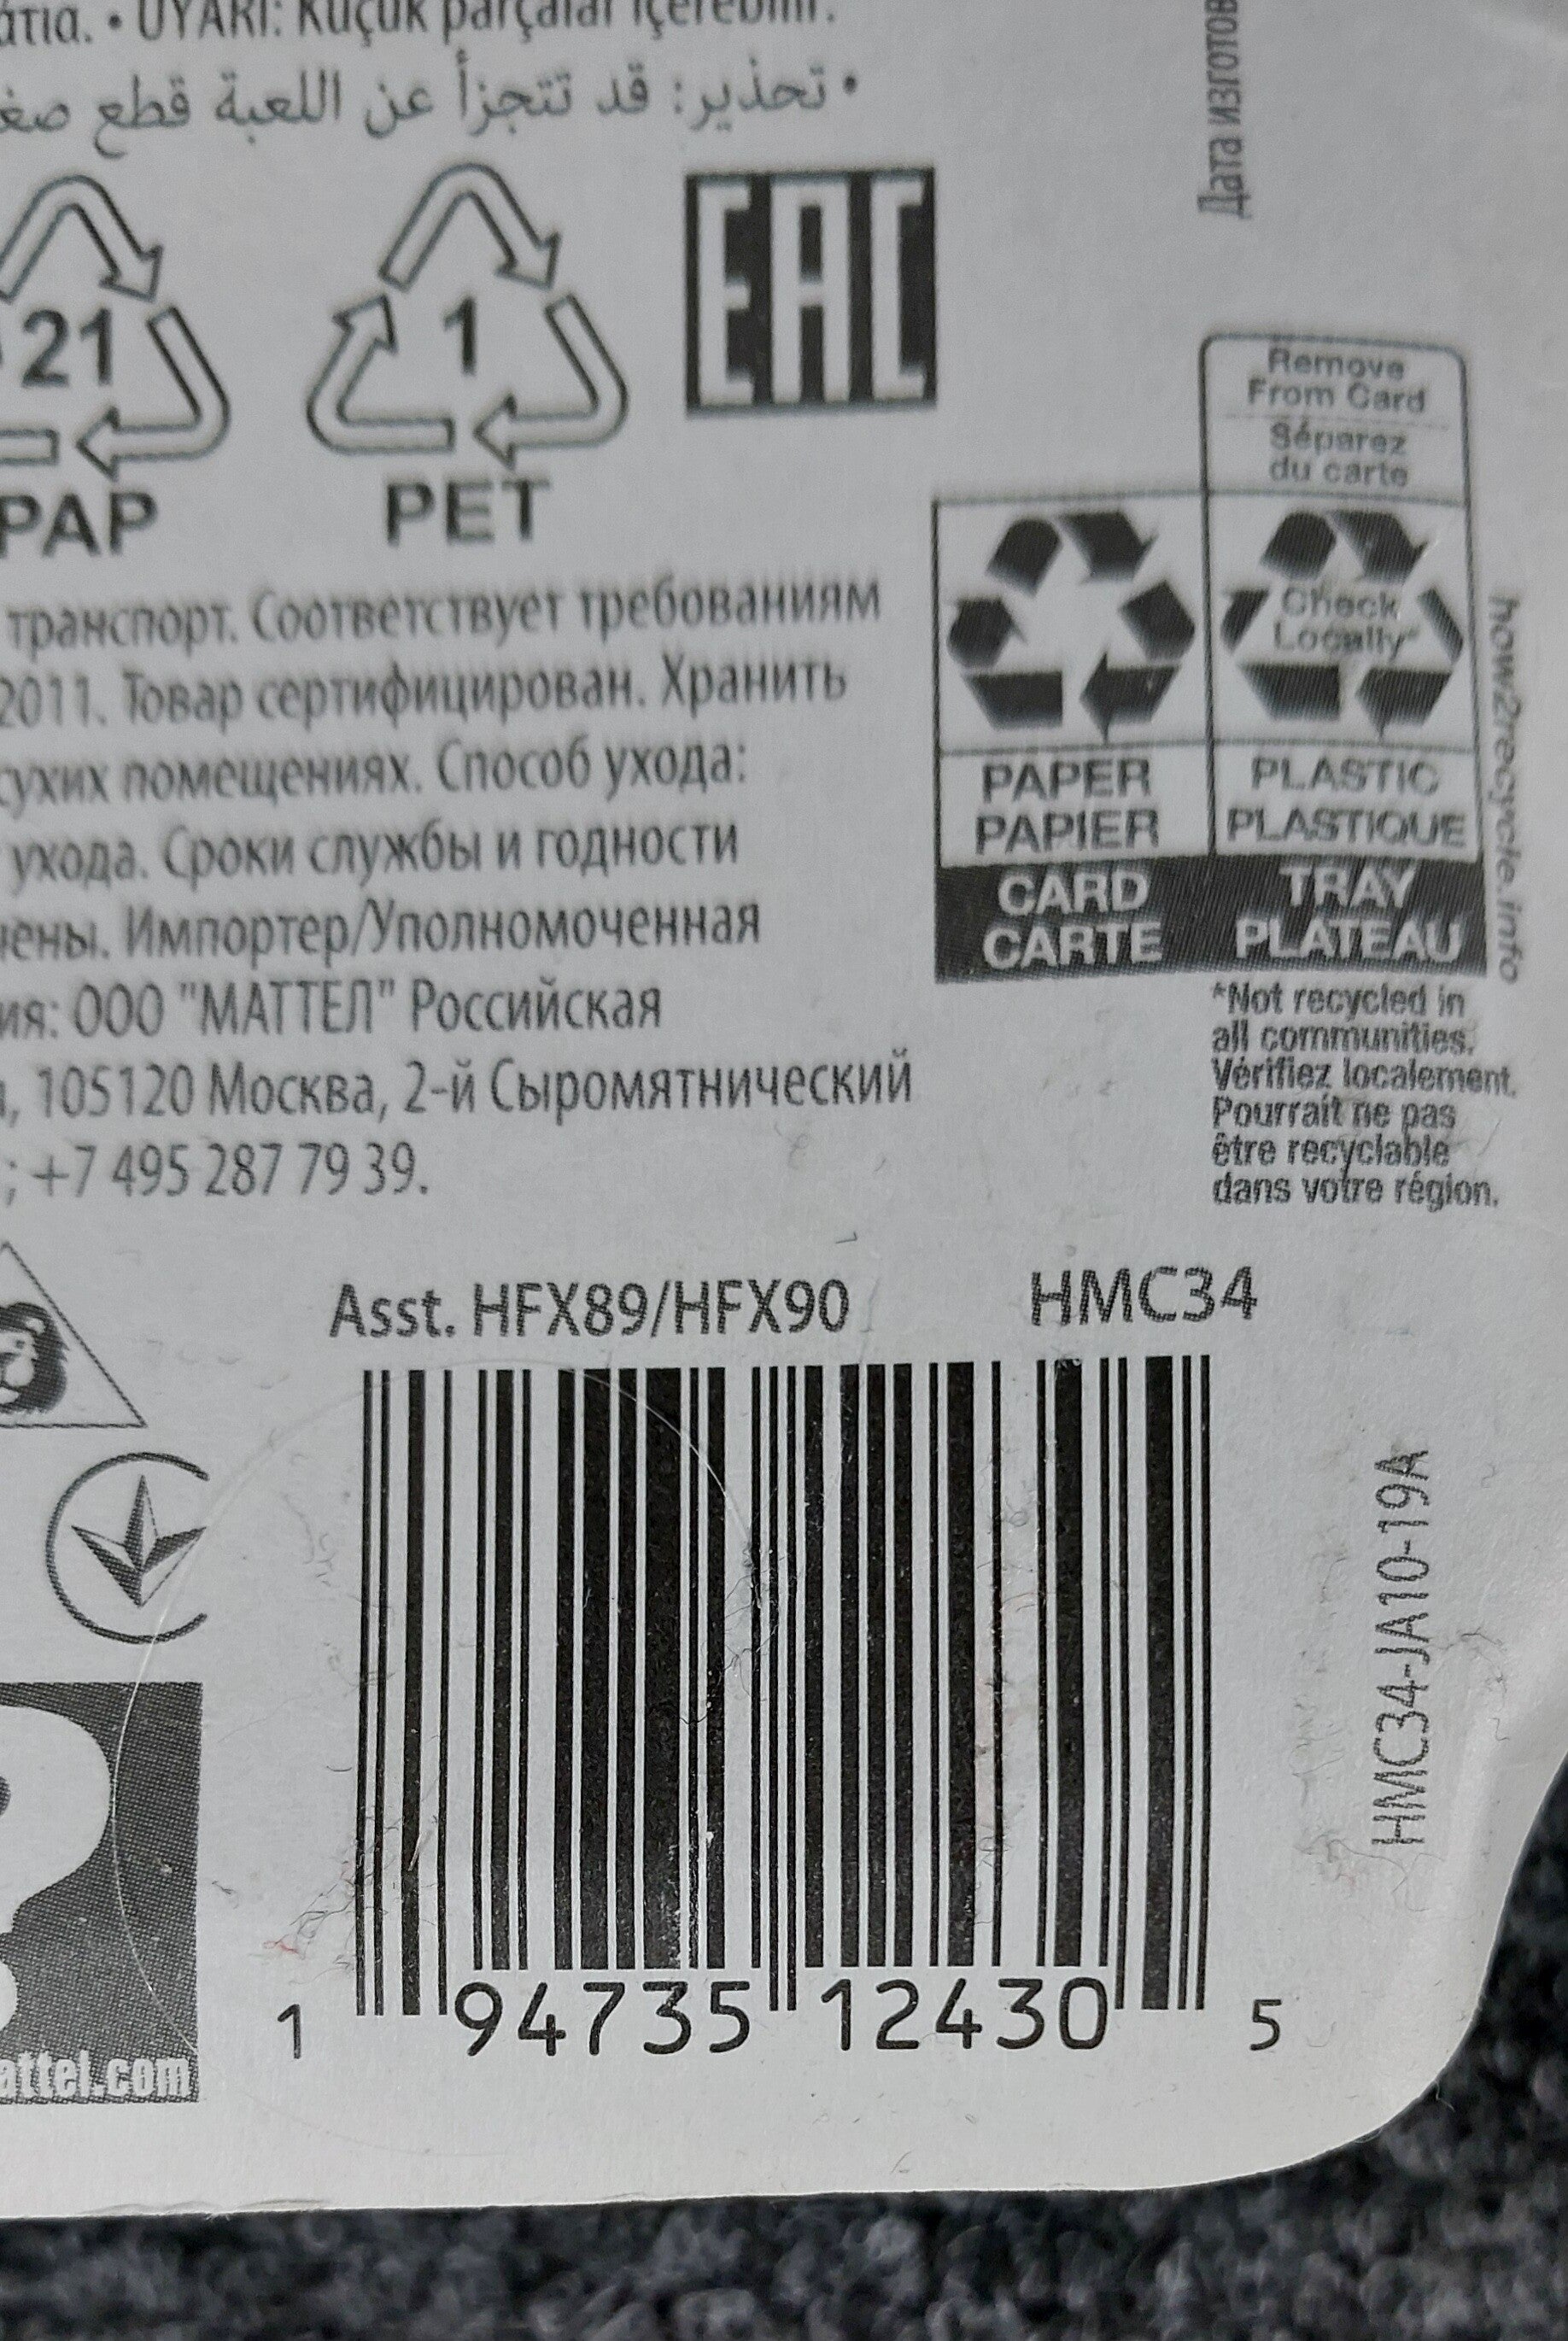 άτια. • UYARI: Küçük parçalar içerebilir.
• تحذير: قد تتجزأ عن اللعبة قطع
Дата изготов
21
PAP
1
PET
EAC
Remove
From Card
Séparez
du carte
Check
Locally*
PAPER
PAPIER
PLASTIC
PLASTIQUE
CARD
CARTE
TRAY
PLATEAU
how2recycle.info
*Not recycled in
all communities.
Vérifiez localement.
Pourrait ne pas
être recyclable
dans votre région.
транспорт. Соответствует требованиям
2011. Товар сертифицирован. Хранить
сухих помещениях. Способ ухода:
ухода. Сроки службы и годности
чены. Импортер/Уполномоченная
ия: ООО "МАТТЕЛ" Российская
, 105120 Москва, 2-й Сыромятнический
; +7 495 287 79 39.
Asst. HFX89/HFX90 HMC34
HMC34-JA10-19A
1 94735 12430 5
attel.com